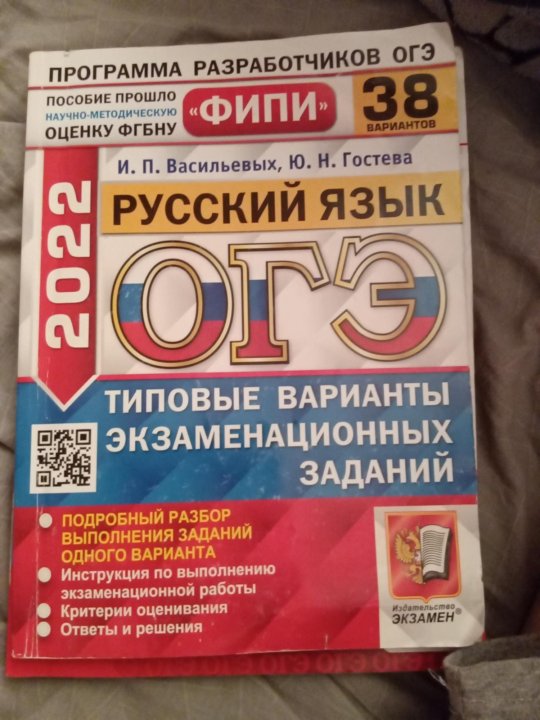 ПРОГРАММА РАЗРАБОТЧИКОВ ОГЭ
ПОСОБИЕ ПРОШЛО
НАУЧНО-МЕТОДИЧЕСКУЮ
ОЦЕНКУ ФГБНУ
«ФИПИ»
38
ВАРИАНТОВ
И. П. Васильевых, Ю. Н. Гостева
РУССКИЙ ЯЗЫК
2022
ОГЭ
ТИПОВЫЕ ВАРИАНТЫ
ЭКЗАМЕНАЦИОННЫХ
ЗАДАНИЙ
ПОДРОБНЫЙ РАЗБОР
ВЫПОЛНЕНИЯ ЗАДАНИЙ
ОДНОГО ВАРИАНТА
Инструкция по выполнению
экзаменационной работы
Критерии оценивания
Ответы и решения
Издательство
ЭКЗАМЕН®